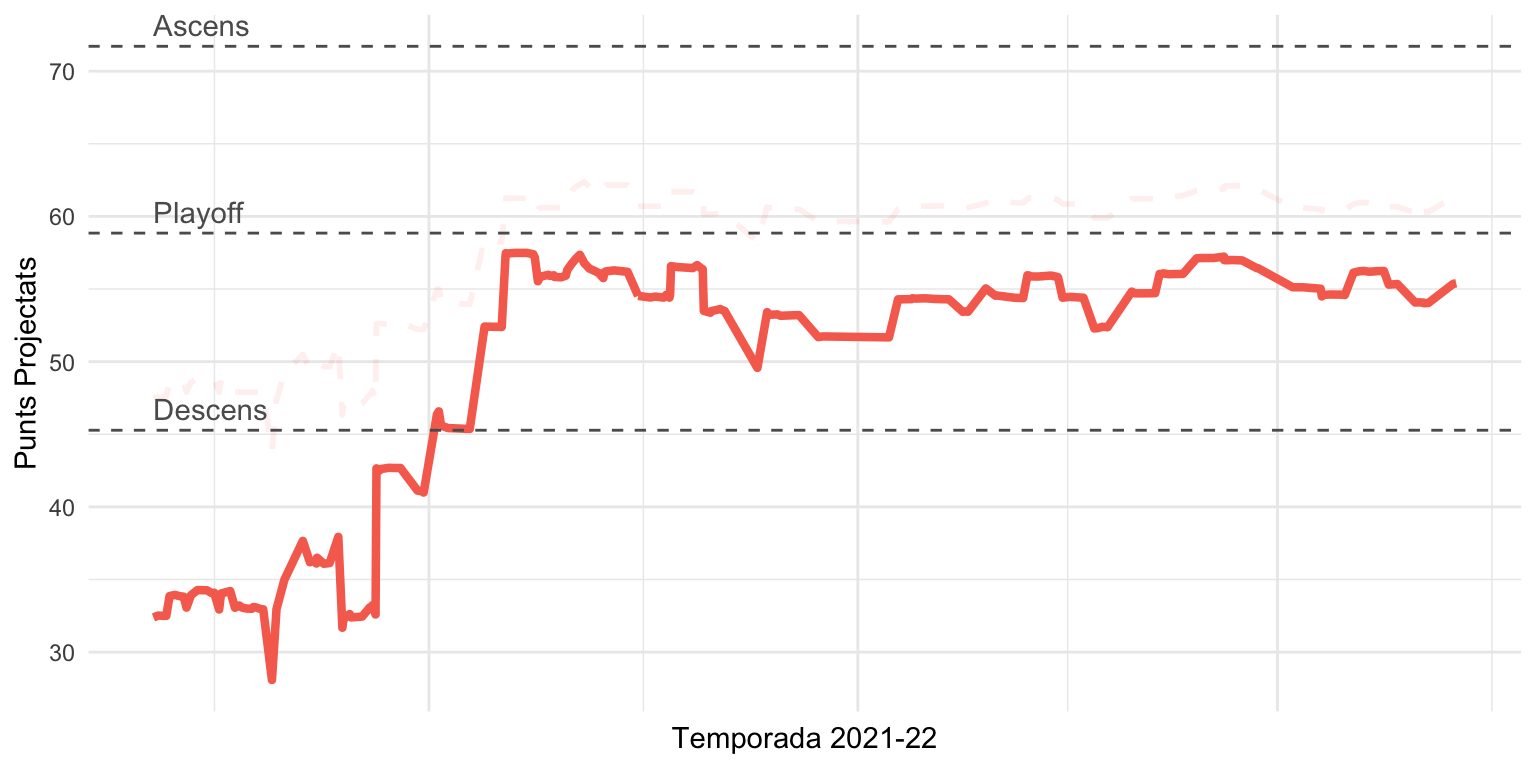 Ascens
70
Playoff
60
50
Descens
40
30
Punts Projectats
Temporada 2021-22